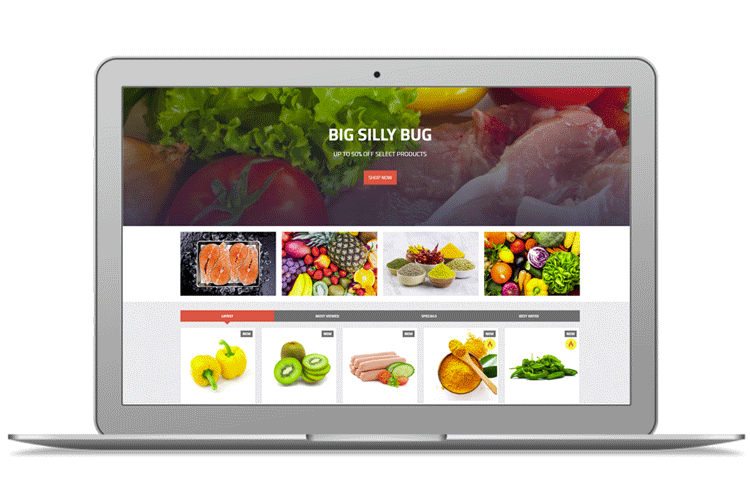 BIG SILLY BUG
UP TO 50% OFF SELECT PRODUCTS
SHOP NOW
LATEST
MOST VIEWED
SPECIALS
BEST RATED
NEW
NEW
NEW
NEW
NEW